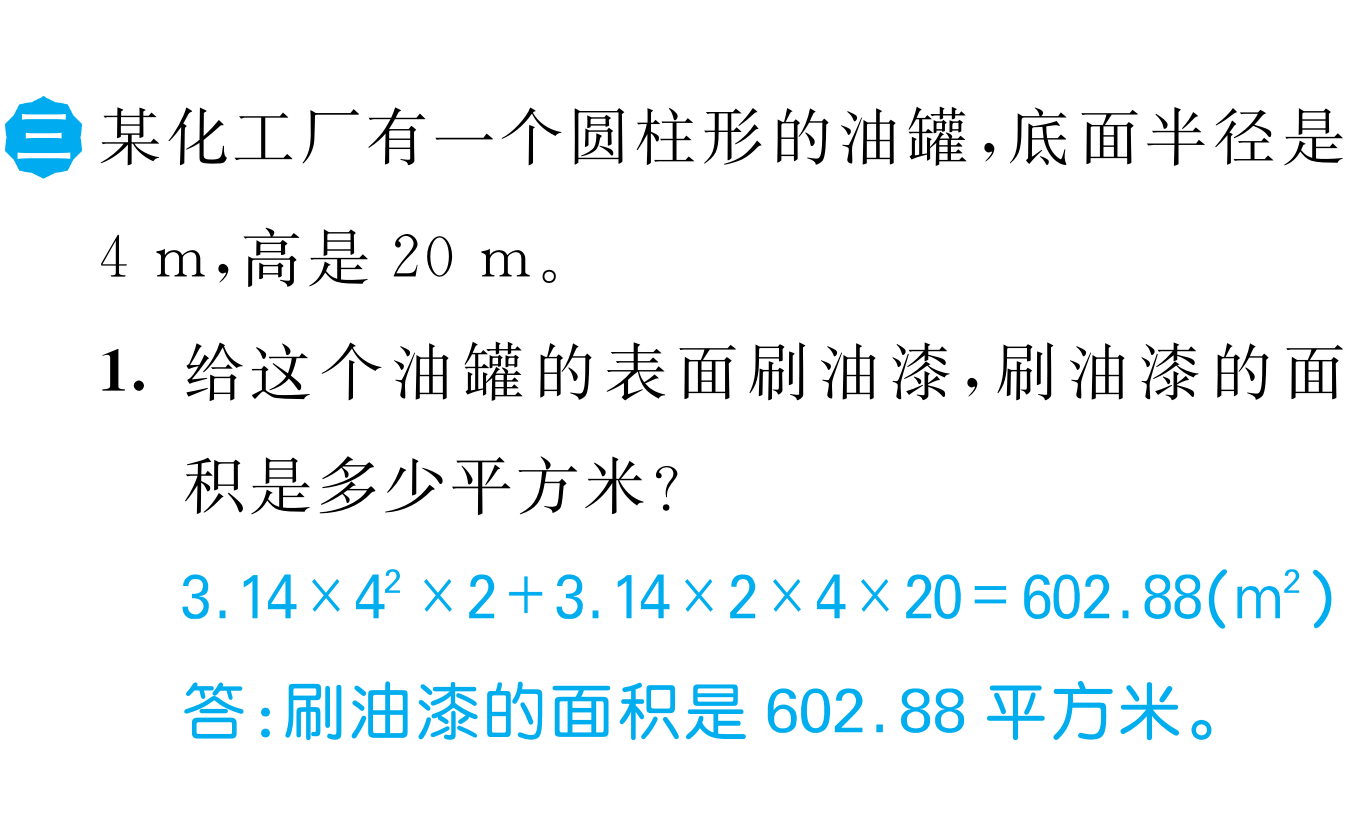 三 某化工厂有一个圆柱形的油罐,底面半径是
4 m,高是 20 m。
1. 给这个油罐的表面刷油漆,刷油漆的面
积是多少平方米?
3.14×4²×2+3.14×2×4×20=602.88(m²)
答:刷油漆的面积是 602.88 平方米。